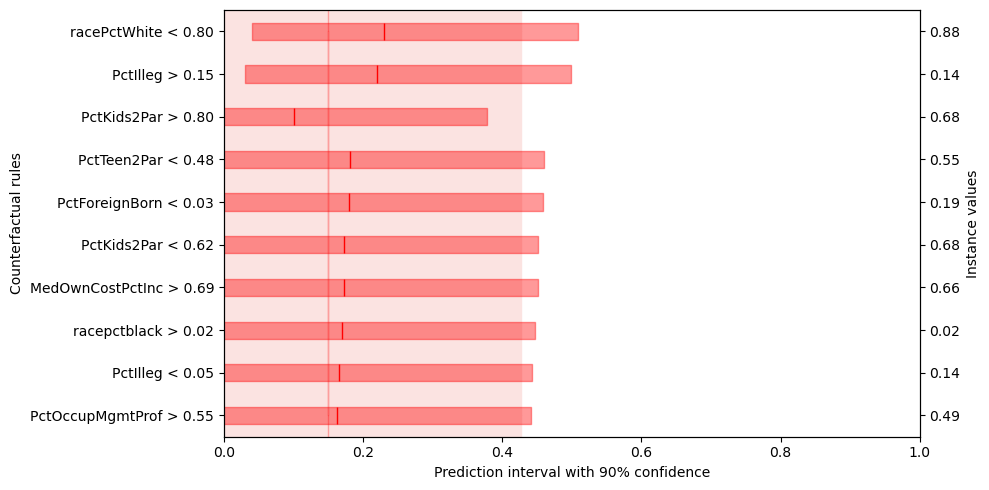 Counterfactual rules
racePctWhite < 0.80 0.88
PctIlleg > 0.15 0.14
PctKids2Par > 0.80 0.68
PctTeen2Par < 0.48 0.55
PctForeignBorn < 0.03 0.19
PctKids2Par < 0.62 0.68
MedOwnCostPctInc > 0.69 0.66
racepctblack > 0.02 0.02
PctIlleg < 0.05 0.14
PctOccupMgmtProf > 0.55 0.49
Instance values
0.0 0.2 0.4 0.6 0.8 1.0
Prediction interval with 90% confidence